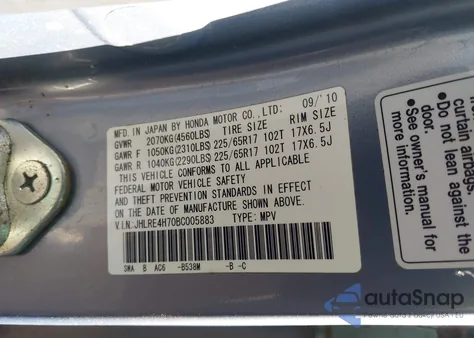 MFD. IN JAPAN BY HONDA MOTOR CO.,LTD: 09/'10
GVWR 2070KG(4560LBS) TIRE SIZE RIM SIZE
GAWR F 1050KG(2310LBS) 225/65R17 102T 17X6.5J
GAWR R 1040KG(2290LBS) 225/65R17 102T 17X6.5J
THIS VEHICLE CONFORMS TO ALL APPLICABLE
FEDERAL MOTOR VEHICLE SAFETY
AND THEFT PREVENTION STANDARDS IN EFFECT
ON THE DATE OF MANUFACTURE SHOWN ABOVE.
V.I.N. JHLRE4H70BC005883 TYPE: MPV
SWA B AC6 -B538M -B -C
curtain airbag.
• Do not lean against
door.
• See owner's manual for
more information.
autoSnap